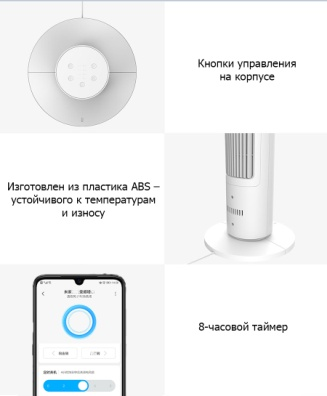 Кнопки управления
на корпусе
Изготовлен из пластика ABS –
устойчивого к температурам
и износу
8-часовой таймер